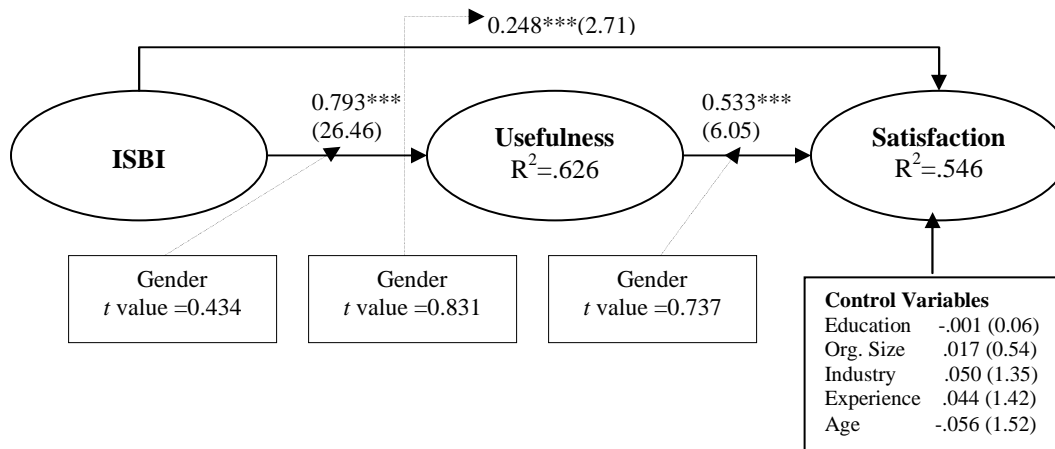 0.248***(2.71)
0.793***
(26.46)
0.533***
(6.05)
ISBI
Usefulness
R²=.626
Satisfaction
R²=.546
Gender
t value =0.434
Gender
t value =0.831
Gender
t value =0.737
Control Variables
Education -.001 (0.06)
Org. Size .017 (0.54)
Industry .050 (1.35)
Experience .044 (1.42)
Age -.056 (1.52)